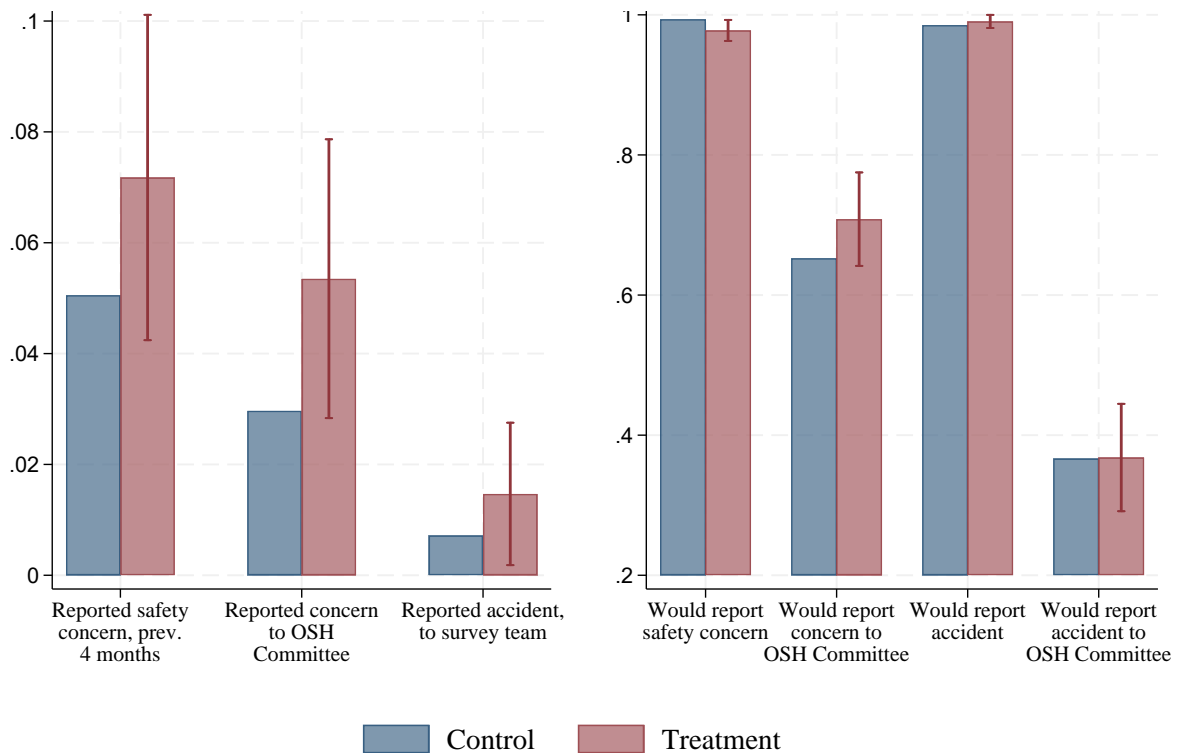 .1
.08
.06
.04
.02
0
Reported safety
concern, prev.
4 months
Reported concern
to OSH
Committee
Reported accident,
to survey team
1
.8
.6
.4
.2
Would report
safety concern
Would report
concern to
OSH Committee
Would report
accident
Would report
accident to
OSH Committee
Control
Treatment